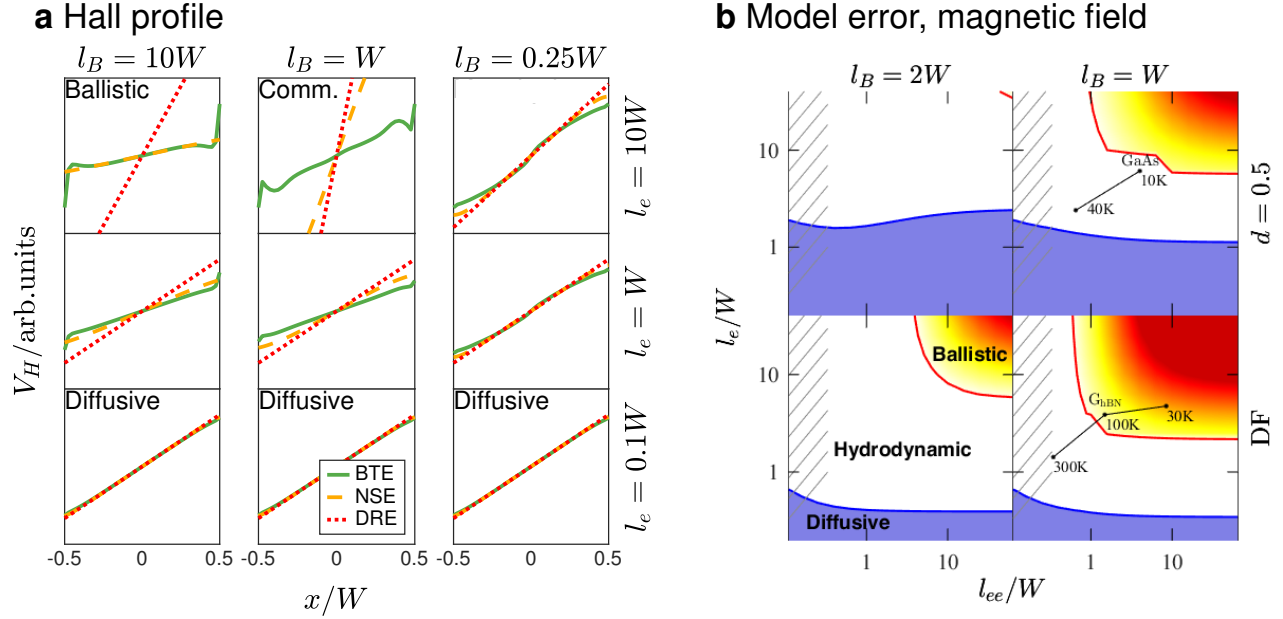 a Hall profile
l_B = 10W
l_B = W
l_B = 0.25W
Ballistic
Comm.
l_e = 10W
l_e = W
Diffusive
Diffusive
Diffusive
l_e = 0.1W
BTE
NSE
DRE
V_H/arb.units
-0.5
0
0.5
-0.5
0
0.5
-0.5
0
0.5
x/W
b Model error, magnetic field
l_B = 2W
l_B = W
10
1
GaAs
10K
40K
d = 0.5
l_e/W
10
1
Ballistic
Hydrodynamic
Diffusive
G_hBN
30K
100K
300K
DF
1
10
1
10
l_ee/W